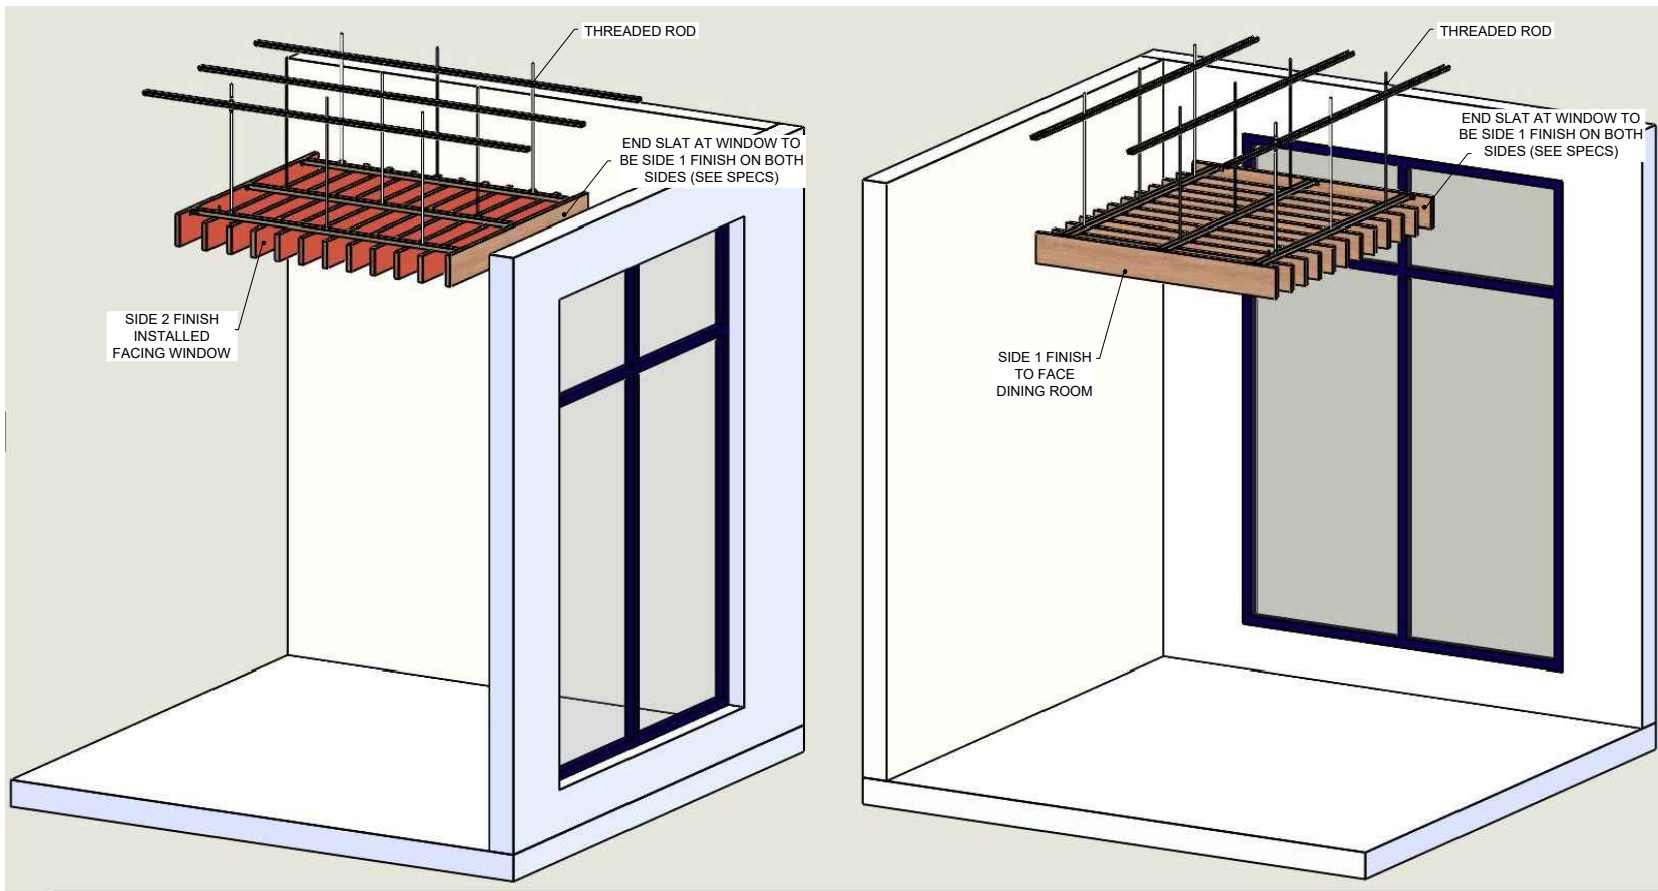 THREADED ROD
END SLAT AT WINDOW TO
BE SIDE 1 FINISH ON BOTH
SIDES (SEE SPECS)
SIDE 2 FINISH
INSTALLED
FACING WINDOW
THREADED ROD
END SLAT AT WINDOW TO
BE SIDE 1 FINISH ON BOTH
SIDES (SEE SPECS)
SIDE 1 FINISH
TO FACE
DINING ROOM